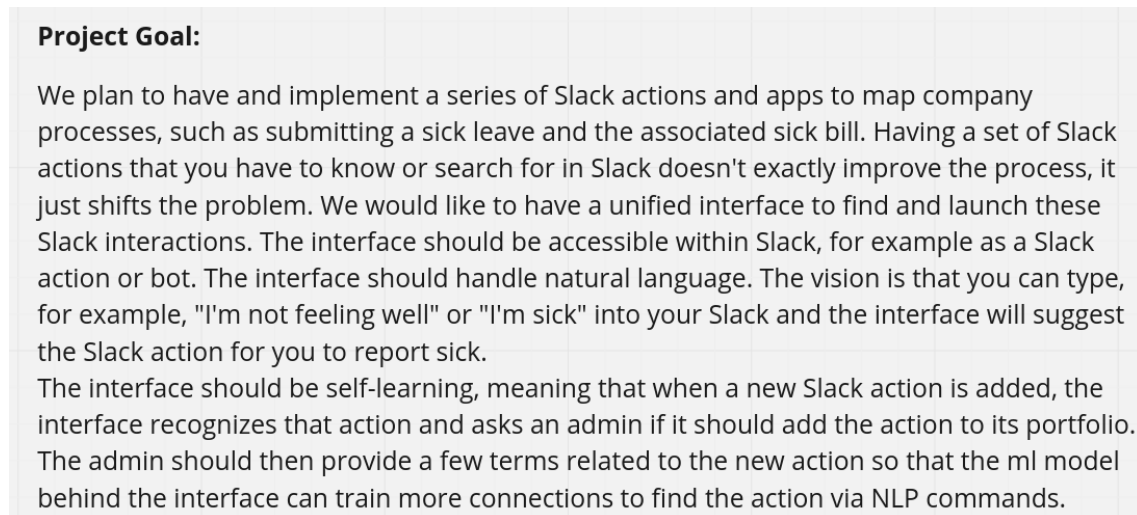 Project Goal:
We plan to have and implement a series of Slack actions and apps to map company
processes, such as submitting a sick leave and the associated sick bill. Having a set of Slack
actions that you have to know or search for in Slack doesn't exactly improve the process, it
just shifts the problem. We would like to have a unified interface to find and launch these
Slack interactions. The interface should be accessible within Slack, for example as a Slack
action or bot. The interface should handle natural language. The vision is that you can type,
for example, "I'm not feeling well" or "I'm sick" into your Slack and the interface will suggest
the Slack action for you to report sick.
The interface should be self-learning, meaning that when a new Slack action is added, the
interface recognizes that action and asks an admin if it should add the action to its portfolio.
The admin should then provide a few terms related to the new action so that the ml model
behind the interface can train more connections to find the action via NLP commands.